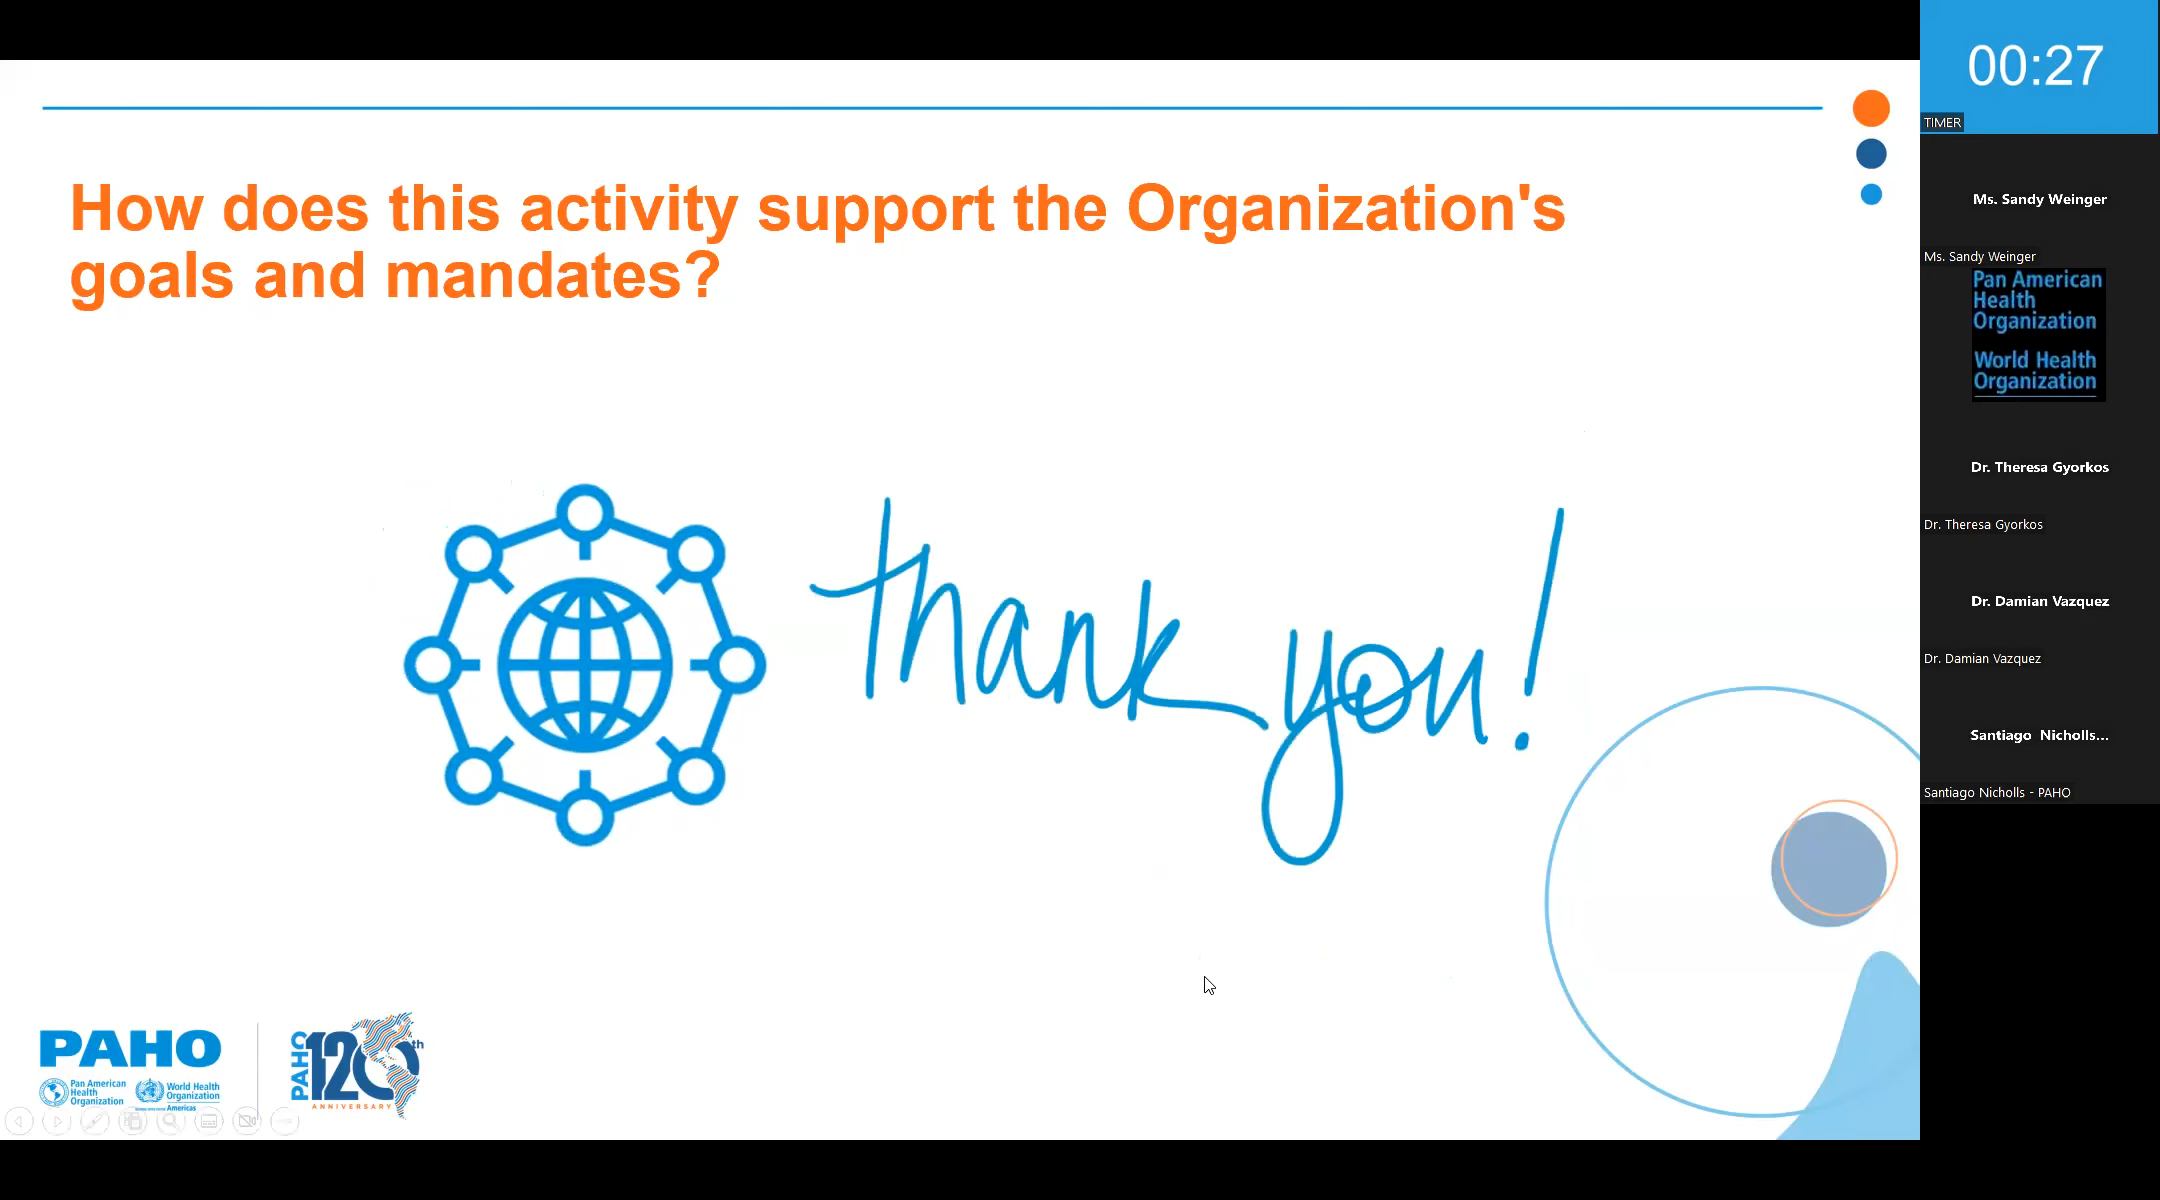 How does this activity support the Organization's
goals and mandates?
thank you!
PAHO
Pan American
Health
Organization
World Health
Organization
Americas
PAHO
120th
ANNIVERSARY
00:27
TIMER
Ms. Sandy Weinger
Ms. Sandy Weinger
Pan American
Health
Organization
World Health
Organization
Dr. Theresa Gyorkos
Dr. Theresa Gyorkos
Dr. Damian Vazquez
Dr. Damian Vazquez
Santiago Nicholls...
Santiago Nicholls - PAHO